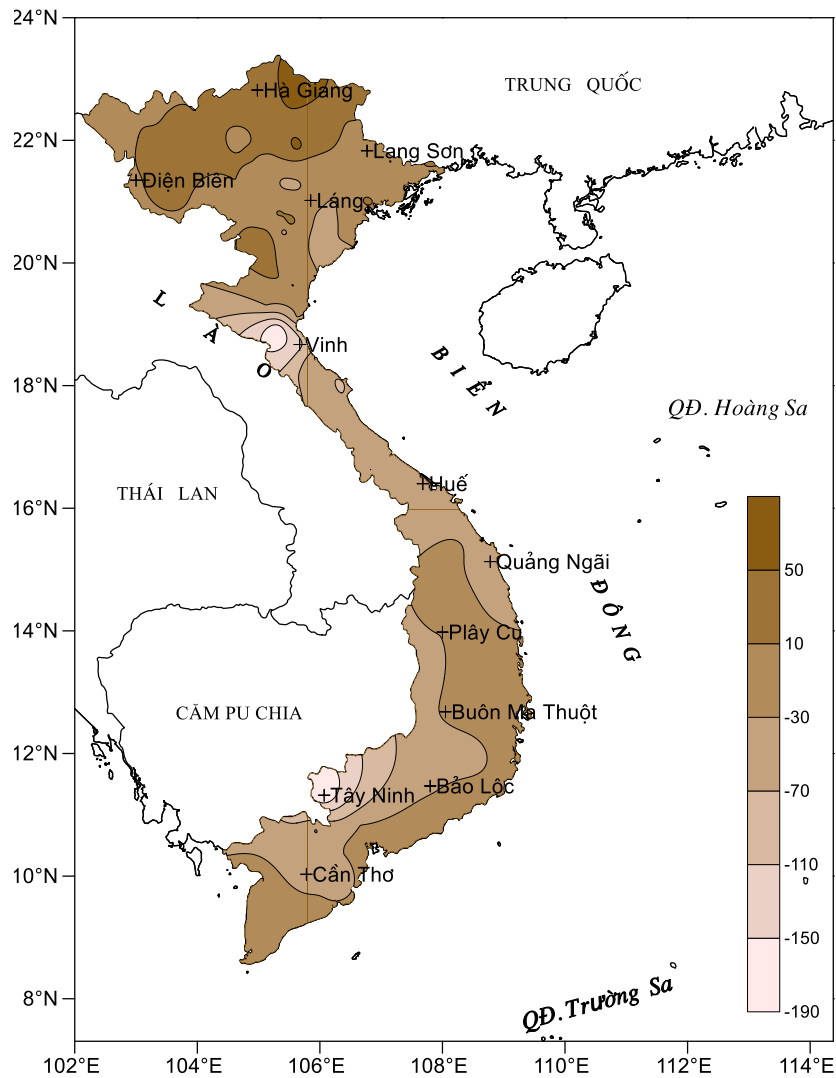 24°N
TRUNG QUỐC
Hà Giang
22°N
Lạng Sơn
Điện Biên
Láng
20°N
L À O
Vinh
18°N
BIỂN
QĐ. Hoàng Sa
THÁI LAN
Huế
16°N
Quảng Ngãi
ĐÔNG
50
14°N
Plây Cu
10
CĂM PU CHIA
Buôn Ma Thuột
-30
12°N
Tây Ninh
Bảo Lộc
-70
10°N
Cần Thơ
-110
-150
8°N
QĐ. Trường Sa
-190
102°E 104°E 106°E 108°E 110°E 112°E 114°E